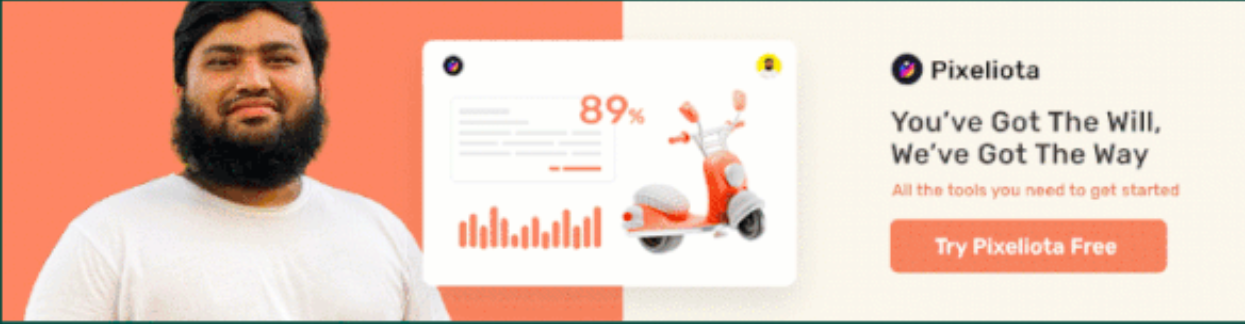 89%
Pixeliota
You've Got The Will,
We've Got The Way
All the tools you need to get started
Try Pixeliota Free